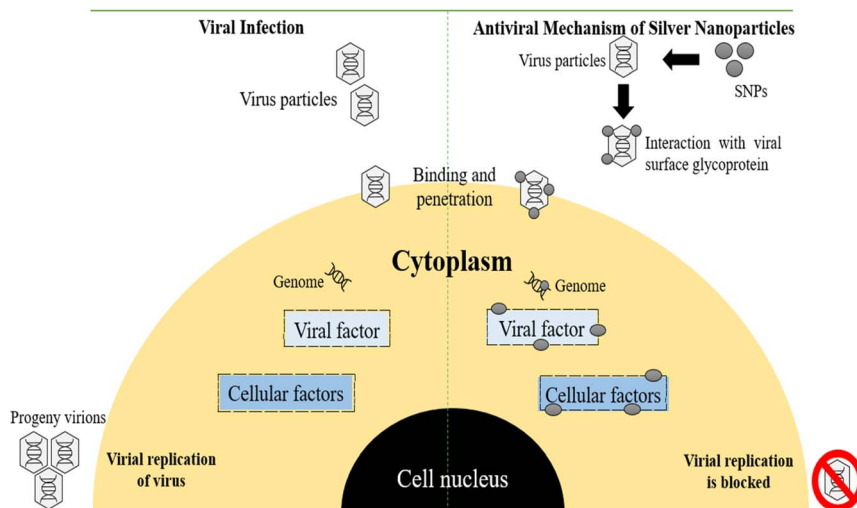 Viral Infection
Virus particles
Antiviral Mechanism of Silver Nanoparticles
Virus particles
SNPs
Interaction with viral
surface glycoprotein
Binding and
penetration
Cytoplasm
Genome
Genome
Viral factor
Viral factor
Cellular factors
Cellular factors
Progeny virions
Virial replication
of virus
Cell nucleus
Virial replication
is blocked